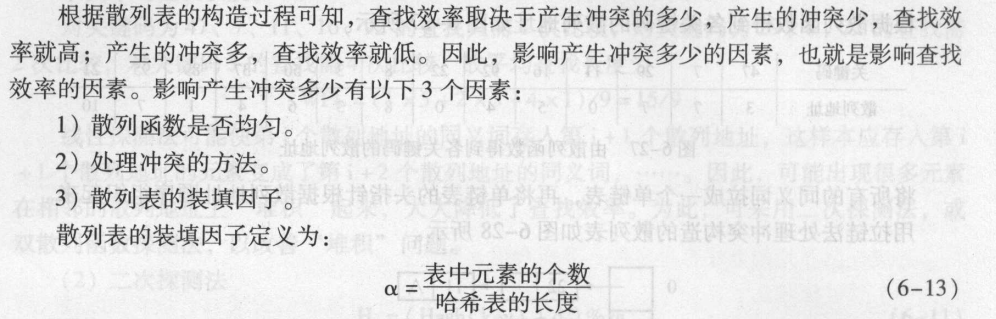 根据散列表的构造过程可知，查找效率取决于产生冲突的多少，产生的冲突少，查找效
率就高；产生的冲突多，查找效率就低。因此，影响产生冲突多少的因素，也就是影响查找
效率的因素。影响产生冲突多少有以下 3 个因素：
1）散列函数是否均匀。
2）处理冲突的方法。
3）散列表的装填因子。
散列表的装填因子定义为：
α = 表中元素的个数
哈希表的长度
(6-13)